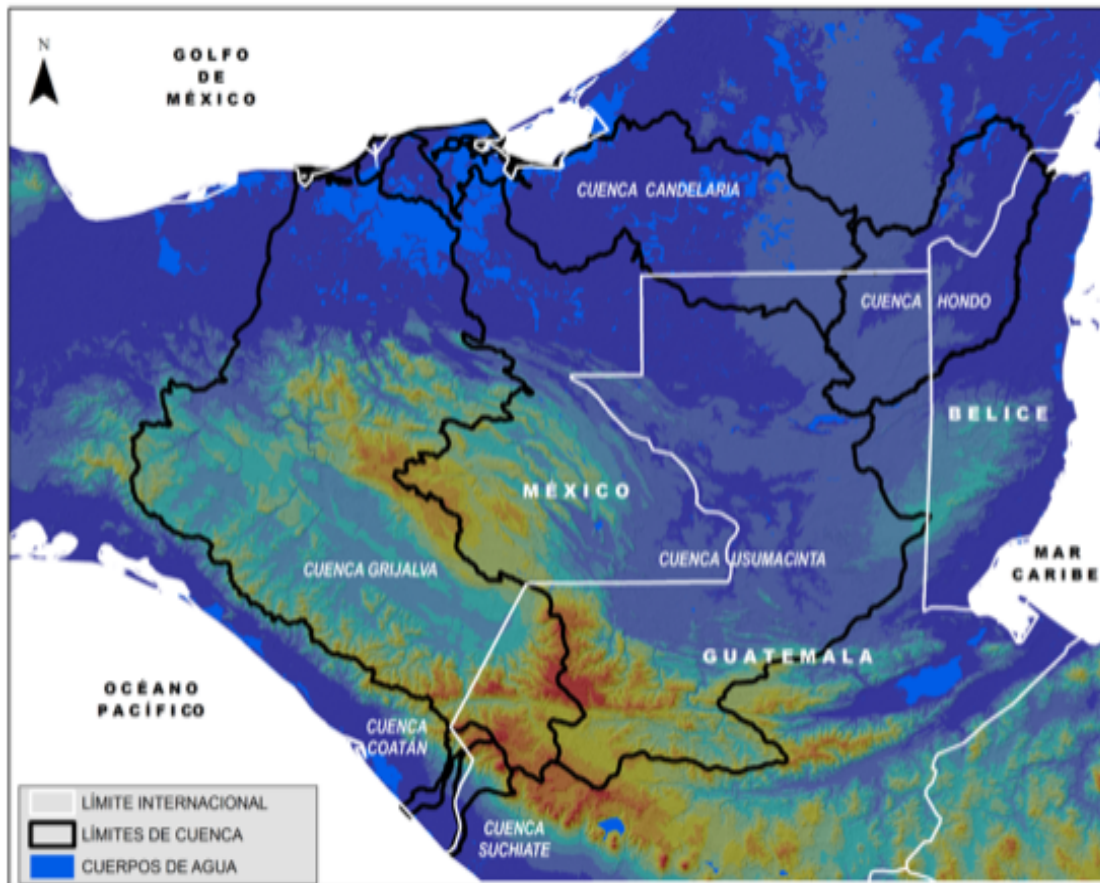 N
GOLFO
DE
MÉXICO
CUENCA CANDELARIA
CUENCA HONDO
BELICE
MÉXICO
CUENCA GRIJALVA
CUENCA USUMACINTA
MAR
CARIBE
GUATEMALA
OCÉANO
PACÍFICO
CUENCA
COATÁN
CUENCA
SUCHIATE
LÍMITE INTERNACIONAL
LÍMITES DE CUENCA
CUERPOS DE AGUA